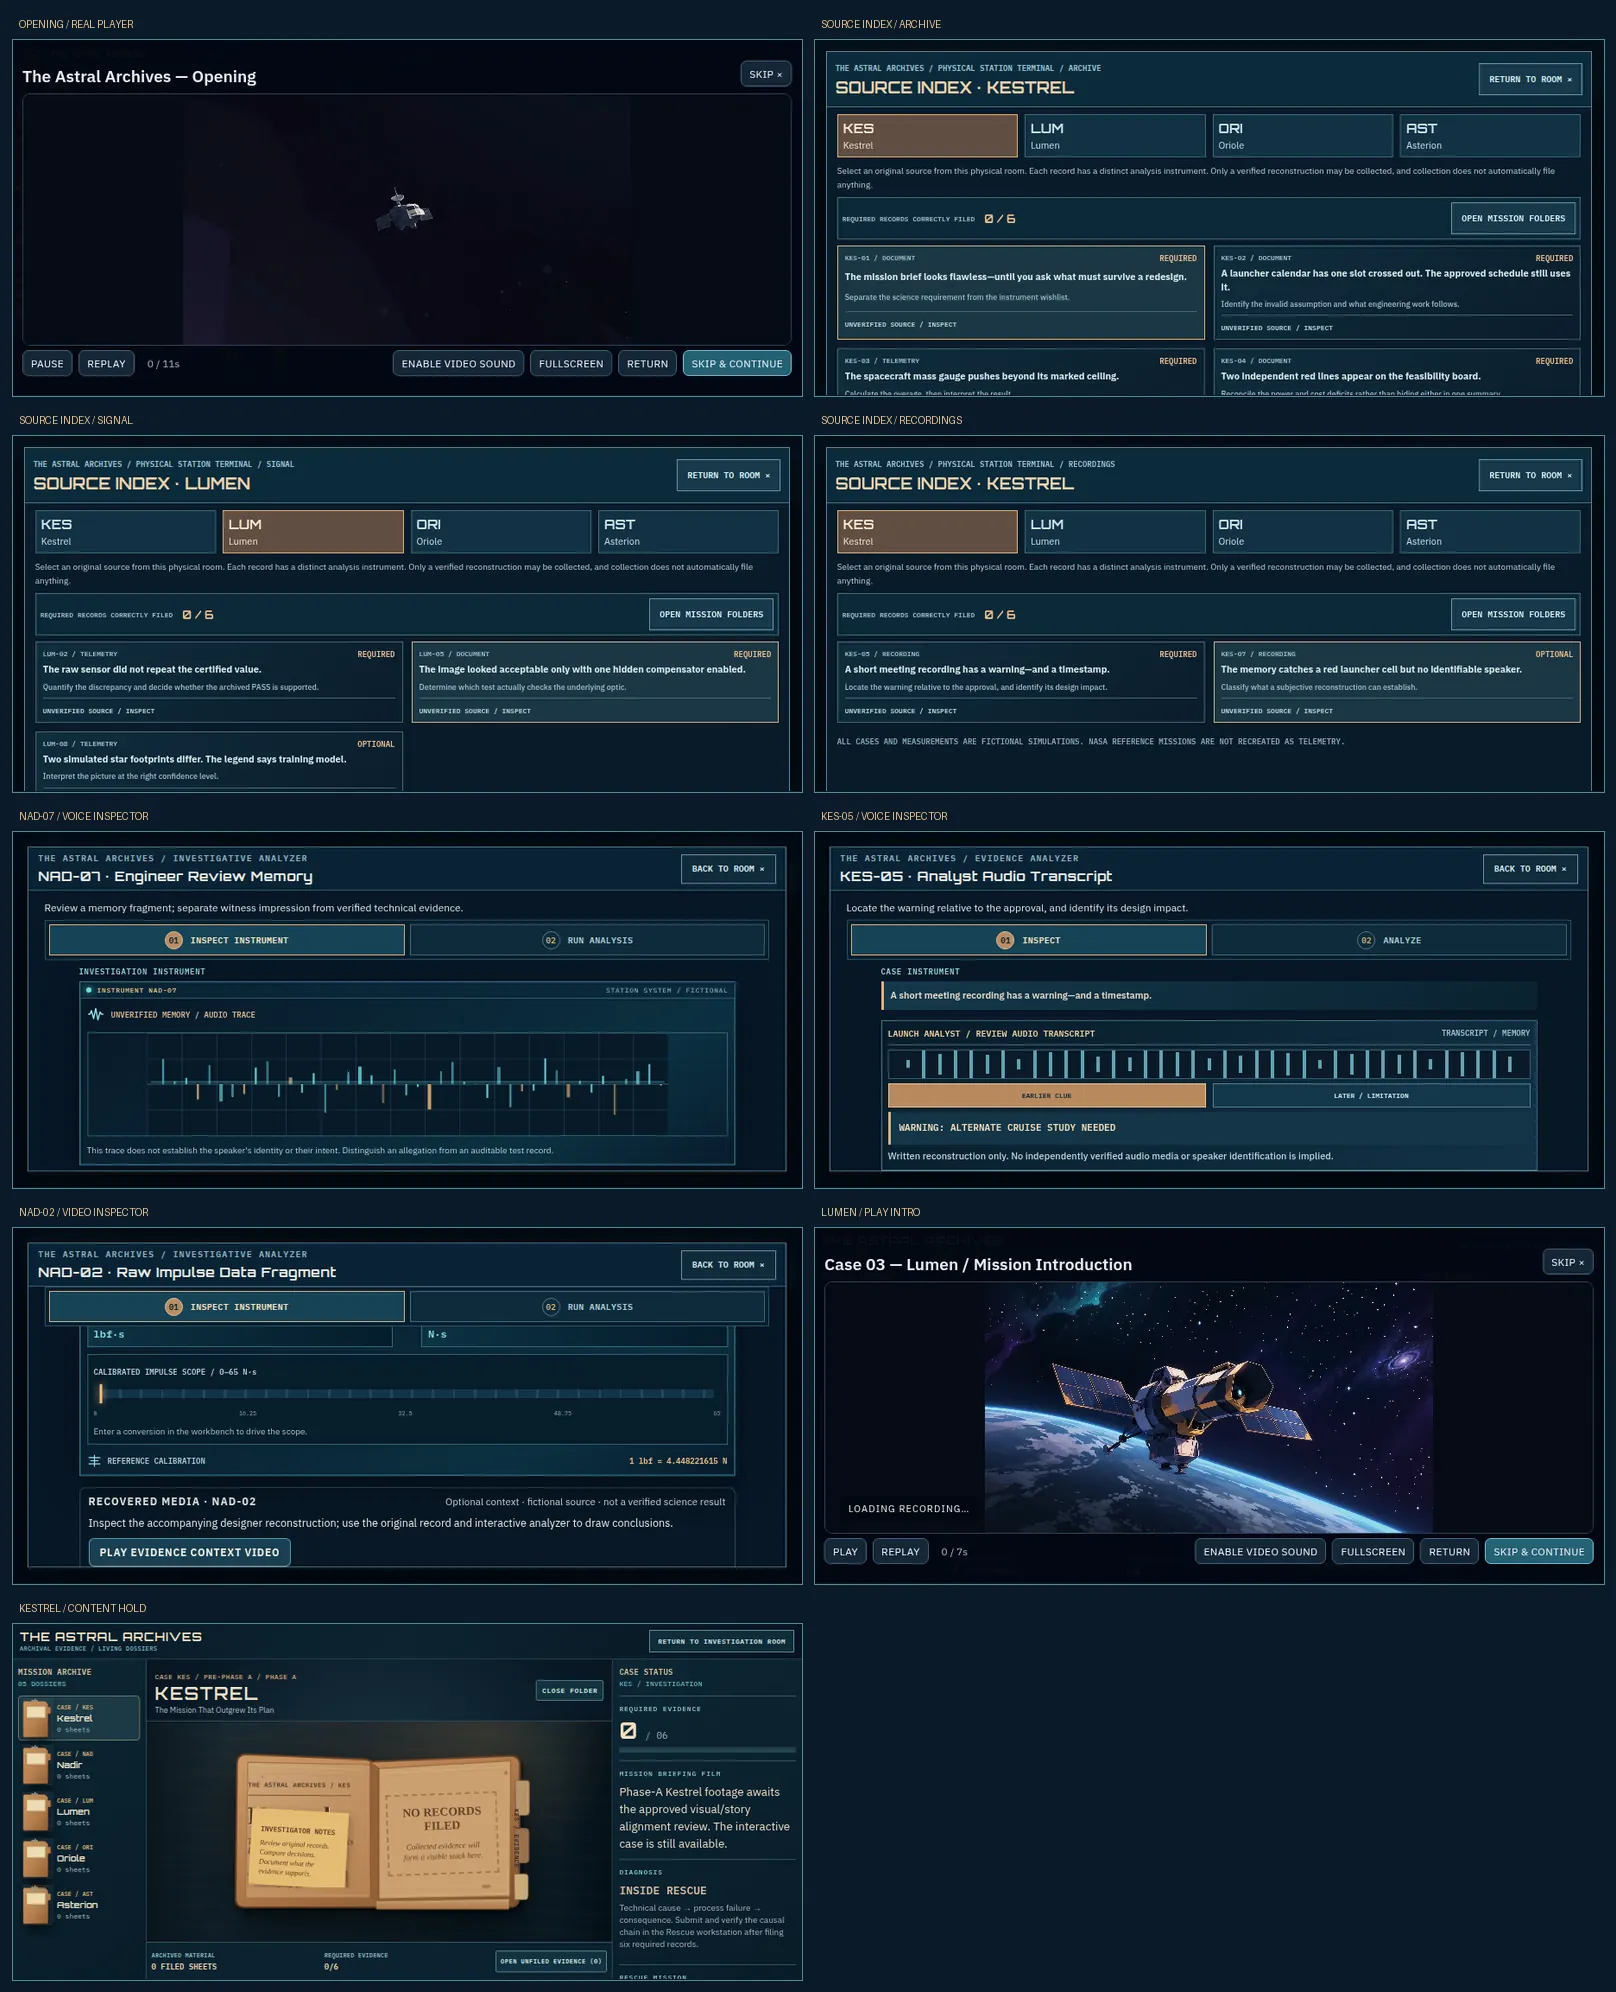 OPENING / REAL PLAYER
The Astral Archives — Opening
SKIP ×
PAUSE
REPLAY
0 / 11s
ENABLE VIDEO SOUND
FULLSCREEN
RETURN
SKIP & CONTINUE
SOURCE INDEX / ARCHIVE
THE ASTRAL ARCHIVES / PHYSICAL STATION TERMINAL / ARCHIVE
SOURCE INDEX · KESTREL
RETURN TO ROOM ×
KES
Kestrel
LUM
Lumen
ORI
Oriole
AST
Asterion
Select an original source from this physical room. Each record has a distinct analysis instrument. Only a verified reconstruction may be collected, and collection does not automatically file
anything.
REQUIRED RECORDS CORRECTLY FILED 0 / 6
OPEN MISSION FOLDERS
KES-01 / DOCUMENT
REQUIRED
The mission brief looks flawless—until you ask what must survive a redesign.
Separate the science requirement from the instrument wishlist.
UNVERIFIED SOURCE / INSPECT
KES-02 / DOCUMENT
REQUIRED
A launcher calendar has one slot crossed out. The approved schedule still uses
it.
Identify the invalid assumption and what engineering work follows.
UNVERIFIED SOURCE / INSPECT
KES-03 / TELEMETRY
REQUIRED
The spacecraft mass gauge pushes beyond its marked ceiling.
Calculate the overage, then interpret the result.
KES-04 / DOCUMENT
REQUIRED
Two independent red lines appear on the feasibility board.
Reconcile the power and cost deficits rather than hiding either in one summary.
SOURCE INDEX / SIGNAL
THE ASTRAL ARCHIVES / PHYSICAL STATION TERMINAL / SIGNAL
SOURCE INDEX · LUMEN
RETURN TO ROOM ×
KES
Kestrel
LUM
Lumen
ORI
Oriole
AST
Asterion
Select an original source from this physical room. Each record has a distinct analysis instrument. Only a verified reconstruction may be collected, and collection does not automatically file
anything.
REQUIRED RECORDS CORRECTLY FILED 0 / 6
OPEN MISSION FOLDERS
LUM-02 / TELEMETRY
REQUIRED
The raw sensor did not repeat the certified value.
Quantify the discrepancy and decide whether the archived PASS is supported.
UNVERIFIED SOURCE / INSPECT
LUM-05 / DOCUMENT
REQUIRED
The image looked acceptable only with one hidden compensator enabled.
Determine which test actually checks the underlying optic.
UNVERIFIED SOURCE / INSPECT
LUM-08 / TELEMETRY
OPTIONAL
Two simulated star footprints differ. The legend says training model.
Interpret the picture at the right confidence level.
SOURCE INDEX / RECORDINGS
THE ASTRAL ARCHIVES / PHYSICAL STATION TERMINAL / RECORDINGS
SOURCE INDEX · KESTREL
RETURN TO ROOM ×
KES
Kestrel
LUM
Lumen
ORI
Oriole
AST
Asterion
Select an original source from this physical room. Each record has a distinct analysis instrument. Only a verified reconstruction may be collected, and collection does not automatically file
anything.
REQUIRED RECORDS CORRECTLY FILED 0 / 6
OPEN MISSION FOLDERS
KES-05 / RECORDING
REQUIRED
A short meeting recording has a warning—and a timestamp.
Locate the warning relative to the approval, and identify its design impact.
UNVERIFIED SOURCE / INSPECT
KES-07 / RECORDING
OPTIONAL
The memory catches a red launcher cell but no identifiable speaker.
Classify what a subjective reconstruction can establish.
UNVERIFIED SOURCE / INSPECT
ALL CASES AND MEASUREMENTS ARE FICTIONAL SIMULATIONS. NASA REFERENCE MISSIONS ARE NOT RECREATED AS TELEMETRY.
NAD-07 / VOICE INSPECTOR
THE ASTRAL ARCHIVES / INVESTIGATIVE ANALYZER
NAD-07 · Engineer Review Memory
BACK TO ROOM ×
Review a memory fragment; separate witness impression from verified technical evidence.
01 INSPECT INSTRUMENT
02 RUN ANALYSIS
INVESTIGATION INSTRUMENT
INSTRUMENT NAD-07
STATION SYSTEM / FICTIONAL
UNVERIFIED MEMORY / AUDIO TRACE
This trace does not establish the speaker's identity or their intent. Distinguish an allegation from an auditable test record.
KES-05 / VOICE INSPECTOR
THE ASTRAL ARCHIVES / EVIDENCE ANALYZER
KES-05 · Analyst Audio Transcript
BACK TO ROOM ×
Locate the warning relative to the approval, and identify its design impact.
01 INSPECT
02 ANALYZE
CASE INSTRUMENT
A short meeting recording has a warning—and a timestamp.
LAUNCH ANALYST / REVIEW AUDIO TRANSCRIPT
TRANSCRIPT / MEMORY
EARLIER CLUE
LATER / LIMITATION
WARNING: ALTERNATE CRUISE STUDY NEEDED
Written reconstruction only. No independently verified audio media or speaker identification is implied.
NAD-02 / VIDEO INSPECTOR
THE ASTRAL ARCHIVES / INVESTIGATIVE ANALYZER
NAD-02 · Raw Impulse Data Fragment
BACK TO ROOM ×
01 INSPECT INSTRUMENT
02 RUN ANALYSIS
lbf·s
N·s
CALIBRATED IMPULSE SCOPE / 0–65 N·s
0 16.25 32.5 48.75 65
Enter a conversion in the workbench to drive the scope.
REFERENCE CALIBRATION
1 lbf = 4.448221615 N
RECOVERED MEDIA · NAD-02
Optional context · fictional source · not a verified science result
Inspect the accompanying designer reconstruction; use the original record and interactive analyzer to draw conclusions.
PLAY EVIDENCE CONTEXT VIDEO
LUMEN / PLAY INTRO
Case 03 — Lumen / Mission Introduction
SKIP ×
LOADING RECORDING…
PLAY
REPLAY
0 / 7s
ENABLE VIDEO SOUND
FULLSCREEN
RETURN
SKIP & CONTINUE
KESTREL / CONTENT HOLD
THE ASTRAL ARCHIVES
ARCHIVAL EVIDENCE / LIVING DOSSIERS
RETURN TO INVESTIGATION ROOM
MISSION ARCHIVE
05 DOSSIERS
CASE / KES
Kestrel
0 sheets
CASE / NAD
Nadir
0 sheets
CASE / LUM
Lumen
0 sheets
CASE / ORI
Oriole
0 sheets
CASE / AST
Asterion
0 sheets
CASE KES / PRE-PHASE A / PHASE A
KESTREL
The Mission That Outgrew Its Plan
CLOSE FOLDER
THE ASTRAL ARCHIVES / KES
INVESTIGATOR NOTES
Review original records.
Compare decisions.
Document what the
evidence supports.
NO RECORDS
FILED
Collected evidence will
form a visible stack here.
ARCHIVED MATERIAL
0 FILED SHEETS
REQUIRED EVIDENCE
0/6
OPEN UNFILED EVIDENCE (0)
CASE STATUS
KES / INVESTIGATION
REQUIRED EVIDENCE
0 / 06
MISSION BRIEFING FILM
Phase-A Kestrel footage awaits
the approved visual/story
alignment review. The interactive
case is still available.
DIAGNOSIS
INSIDE RESCUE
Technical cause → process failure →
consequence. Submit and verify the causal
chain in the Rescue workstation after filing
six required records.
RESCUE MISSION